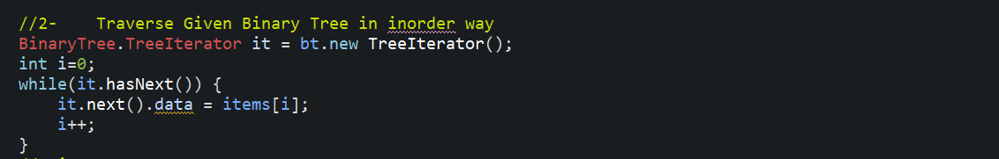 //2-    Traverse Given Binary Tree in inorder way
BinaryTree.TreeIterator it = bt.new TreeIterator();
int i=0;
while(it.hasNext()) {
    it.next().data = items[i];
    i++;
}